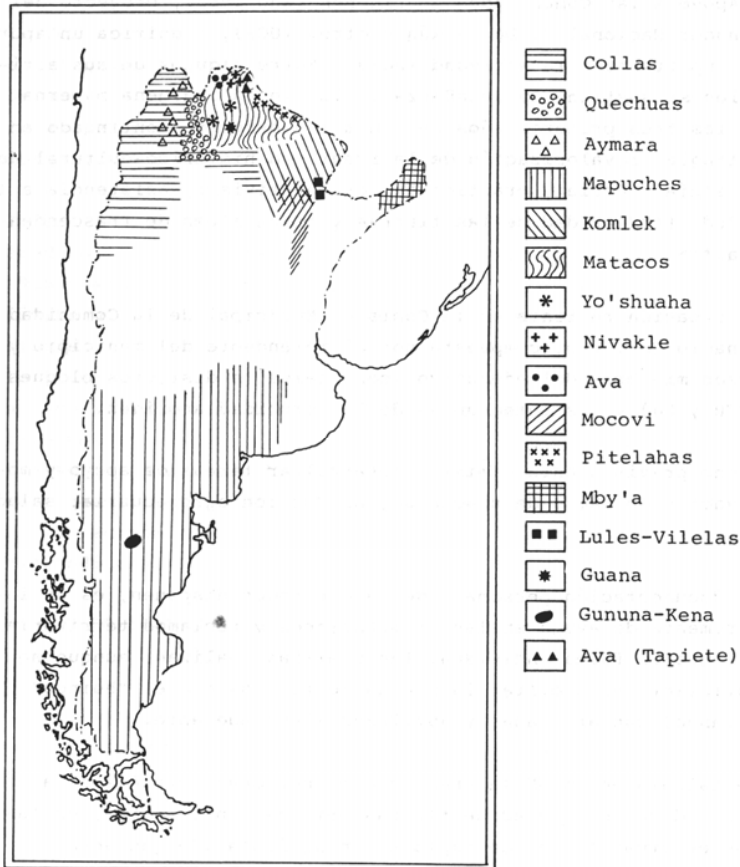 Collas
Quechuas
Aymara
Mapuches
Komlek
Matacos
Yo'shuaha
Nivakle
Ava
Mocovi
Pitelahas
Mby'a
Lules-Vilelas
Guana
Gununa-Kena
Ava (Tapiete)